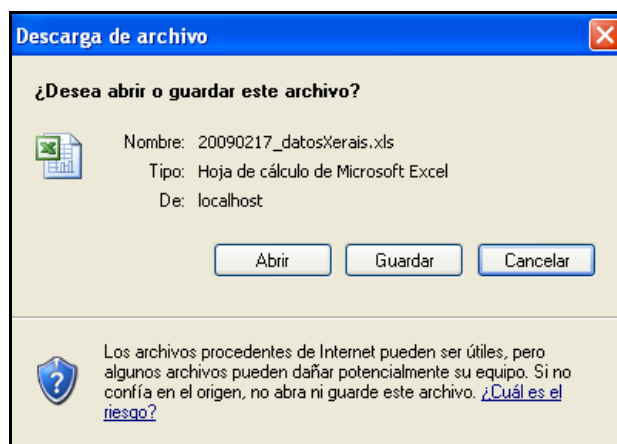 Descarga de archivo
¿Desea abrir o guardar este archivo?
Nombre: 20090217_datosXerais.xls
Tipo: Hoja de cálculo de Microsoft Excel
De: localhost
Abrir Guardar Cancelar
Los archivos procedentes de Internet pueden ser útiles, pero
algunos archivos pueden dañar potencialmente su equipo. Si no
confía en el origen, no abra ni guarde este archivo. ¿Cuál es el
riesgo?